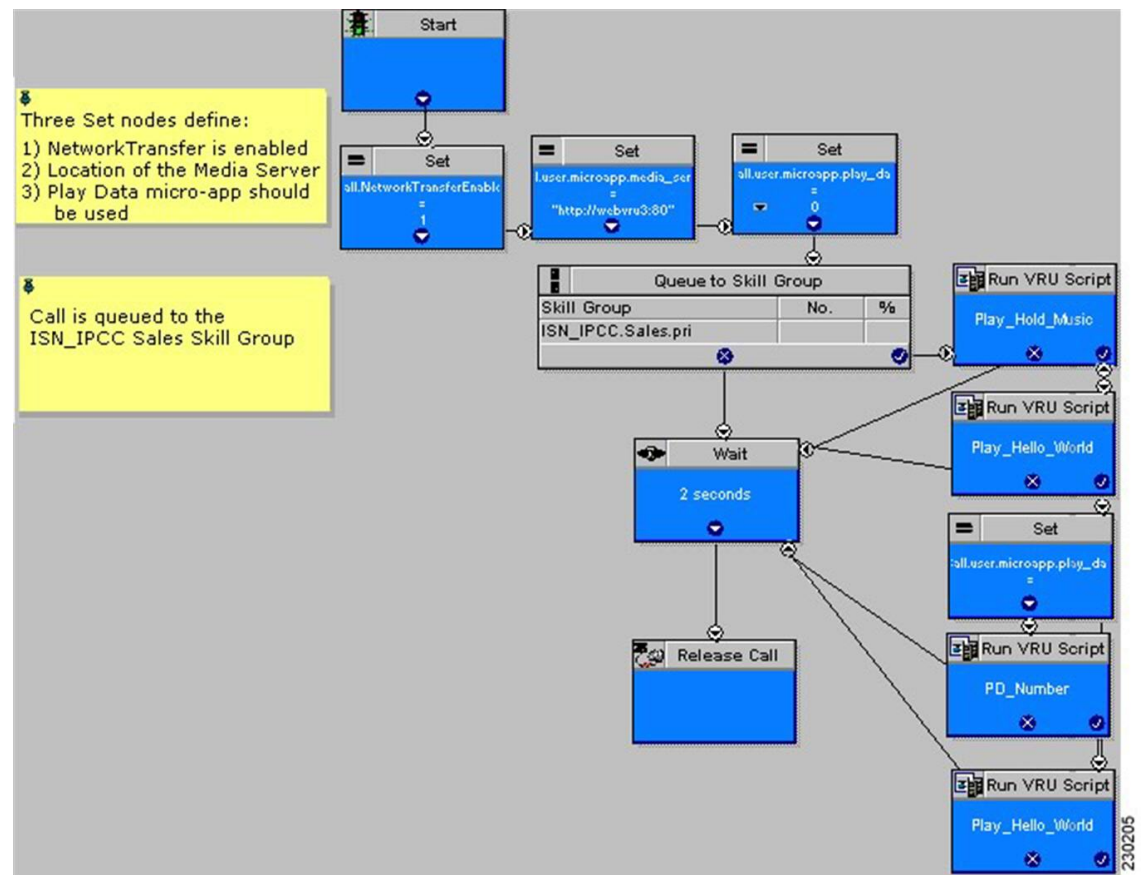 Start
Three Set nodes define:
1) NetworkTransfer is enabled
2) Location of the Media Server
3) Play Data micro-app should
be used
Set
all.NetworkTransferEnable
=
1
Set
l.user.microapp.media_ser
=
"http://webvru3:80"
Set
all.user.microapp.play_da
=
0
Call is queued to the
ISN_IPCC Sales Skill Group
Queue to Skill Group
Skill Group No. %
ISN_IPCC.Sales.pri
Run VRU Script
Play_Hold_Music
Run VRU Script
Play_Hello_World
Wait
2 seconds
Set
all.user.microapp.play_da
=
Release Call
Run VRU Script
PD_Number
Run VRU Script
Play_Hello_World
230205